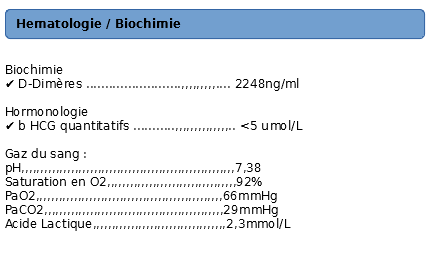 Hematologie / Biochimie
Biochimie
✔ D-Dimères .........................,,,,,,,,,.... 2248ng/ml
Hormonologie
✔ b HCG quantitatifs ...........,,,,,,,,,,,,,,.. <5 umol/L
Gaz du sang :
pH,,,,,,,,,,,,,,,,,,,,,,,,,,,,,,,,,,,,,,,,,,,,,,,,,,,,,,,,7,38
Saturation en O2,,,,,,,,,,,,,,,,,,,,,,,,,,,,,,,,,,92%
PaO2,,,,,,,,,,,,,,,,,,,,,,,,,,,,,,,,,,,,,,,,,,,,,,,,,66mmHg
PaCO2,,,,,,,,,,,,,,,,,,,,,,,,,,,,,,,,,,,,,,,,,,,,,,,29mmHg
Acide Lactique,,,,,,,,,,,,,,,,,,,,,,,,,,,,,,,,,,,2,3mmol/L